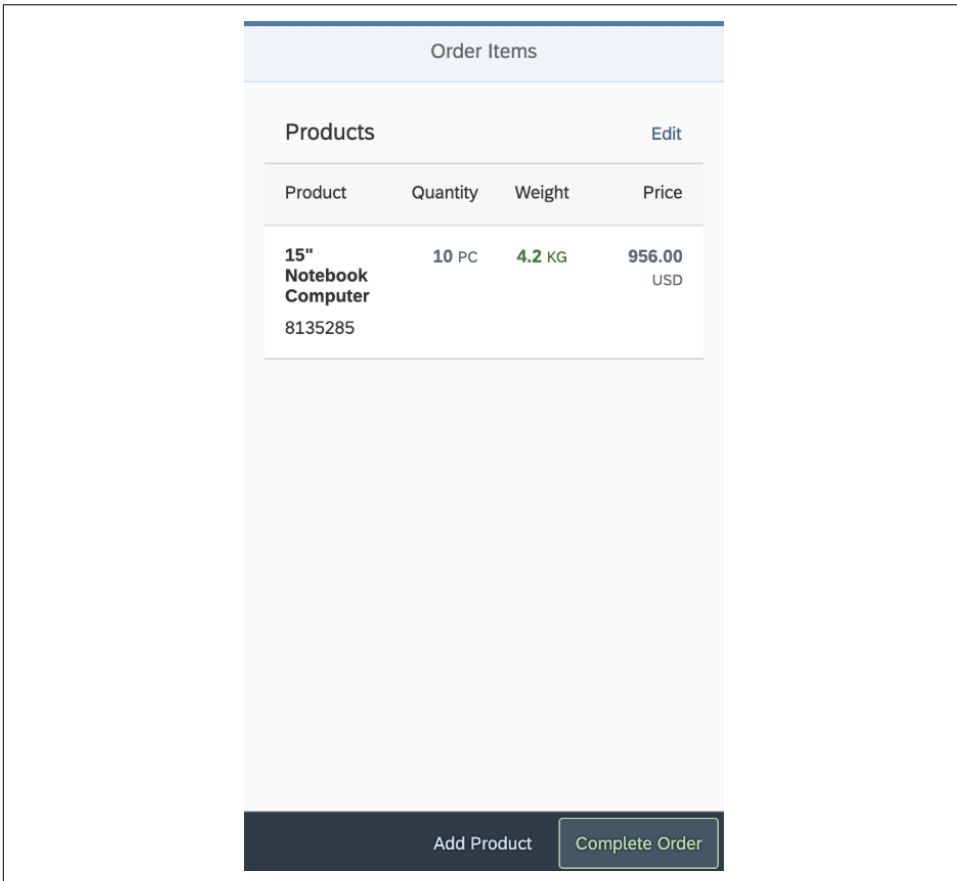 Order Items
Products Edit
Product Quantity Weight Price
15" 10 PC 4.2 KG 956.00
Notebook USD
Computer
8135285
Add Product Complete Order